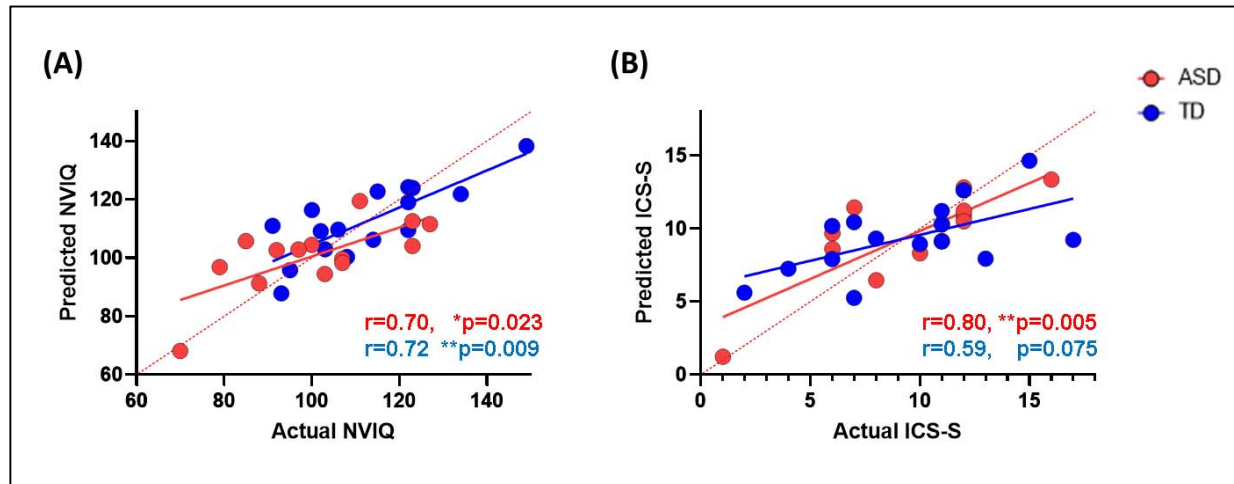 (A)
Predicted NVIQ
140
120
100
80
60
60 80 100 120 140
Actual NVIQ
r=0.70, *p=0.023
r=0.72 **p=0.009
(B)
Predicted ICS-S
15
10
5
0
0 5 10 15
Actual ICS-S
r=0.80, **p=0.005
r=0.59, p=0.075
ASD
TD